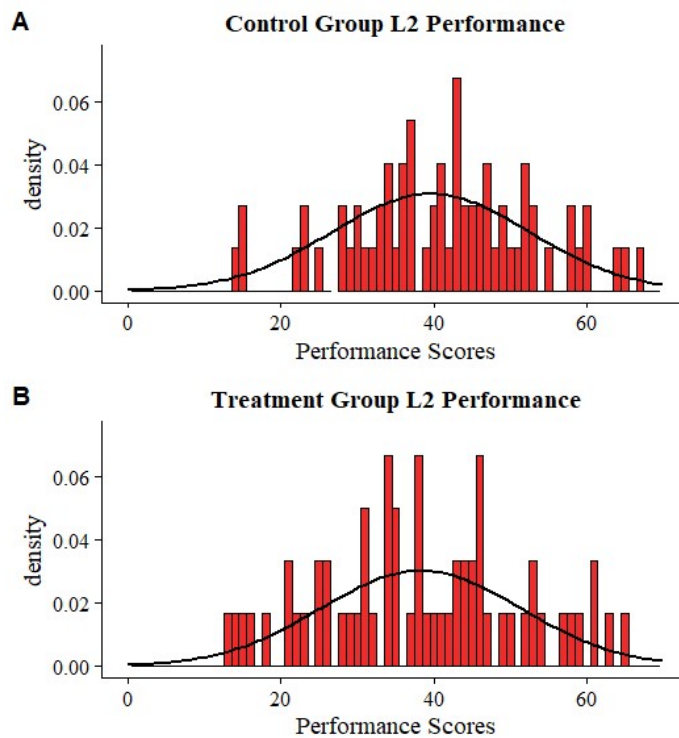 A
Control Group L2 Performance
density
0.06
0.04
0.02
0.00
0 20 40 60
Performance Scores
B
Treatment Group L2 Performance
density
0.06
0.04
0.02
0.00
0 20 40 60
Performance Scores